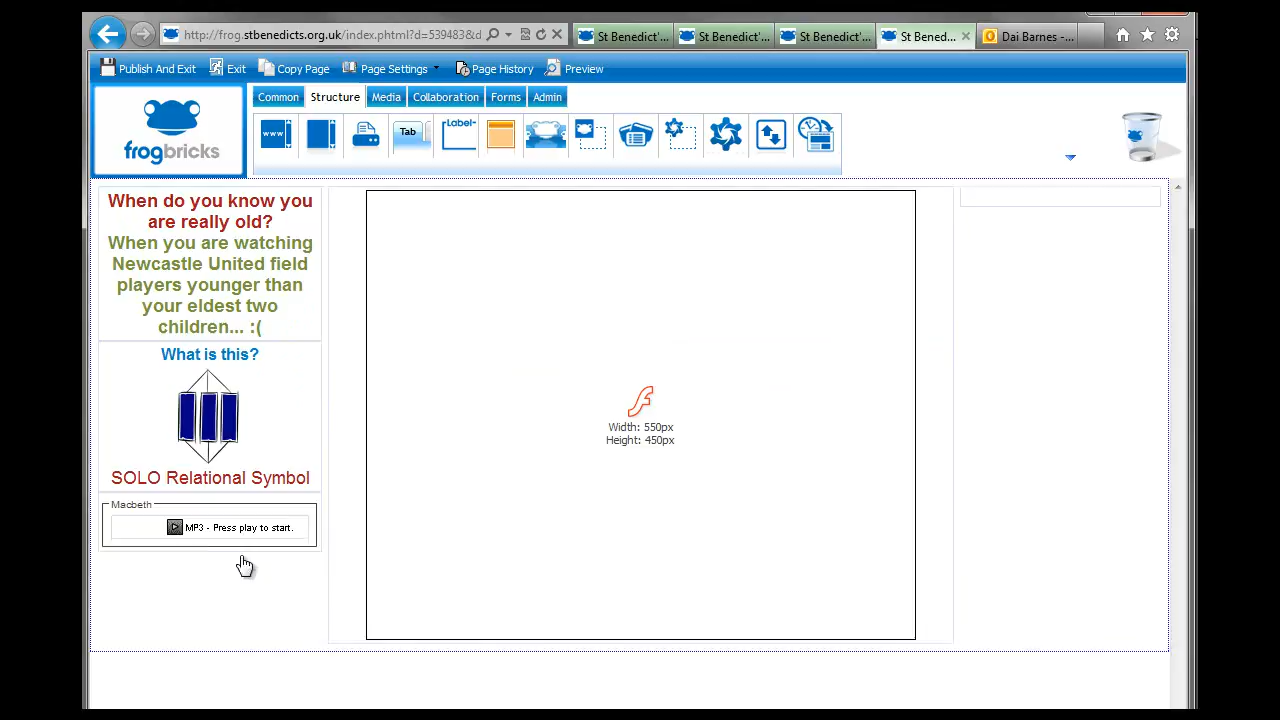 http://frog.stbenedicts.org.uk/index.phtml?d=539483&d
St Benedict'...
St Benedict'...
St Benedict'...
St Bened...
Dai Barnes -...
Publish And Exit
Exit
Copy Page
Page Settings
Page History
Preview
frogbricks
Common
Structure
Media
Collaboration
Forms
Admin
www
Tab
Label
When do you know you
are really old?
When you are watching
Newcastle United field
players younger than
your eldest two
children... :(
What is this?
SOLO Relational Symbol
Macbeth
MP3 - Press play to start.
Width: 550px
Height: 450px